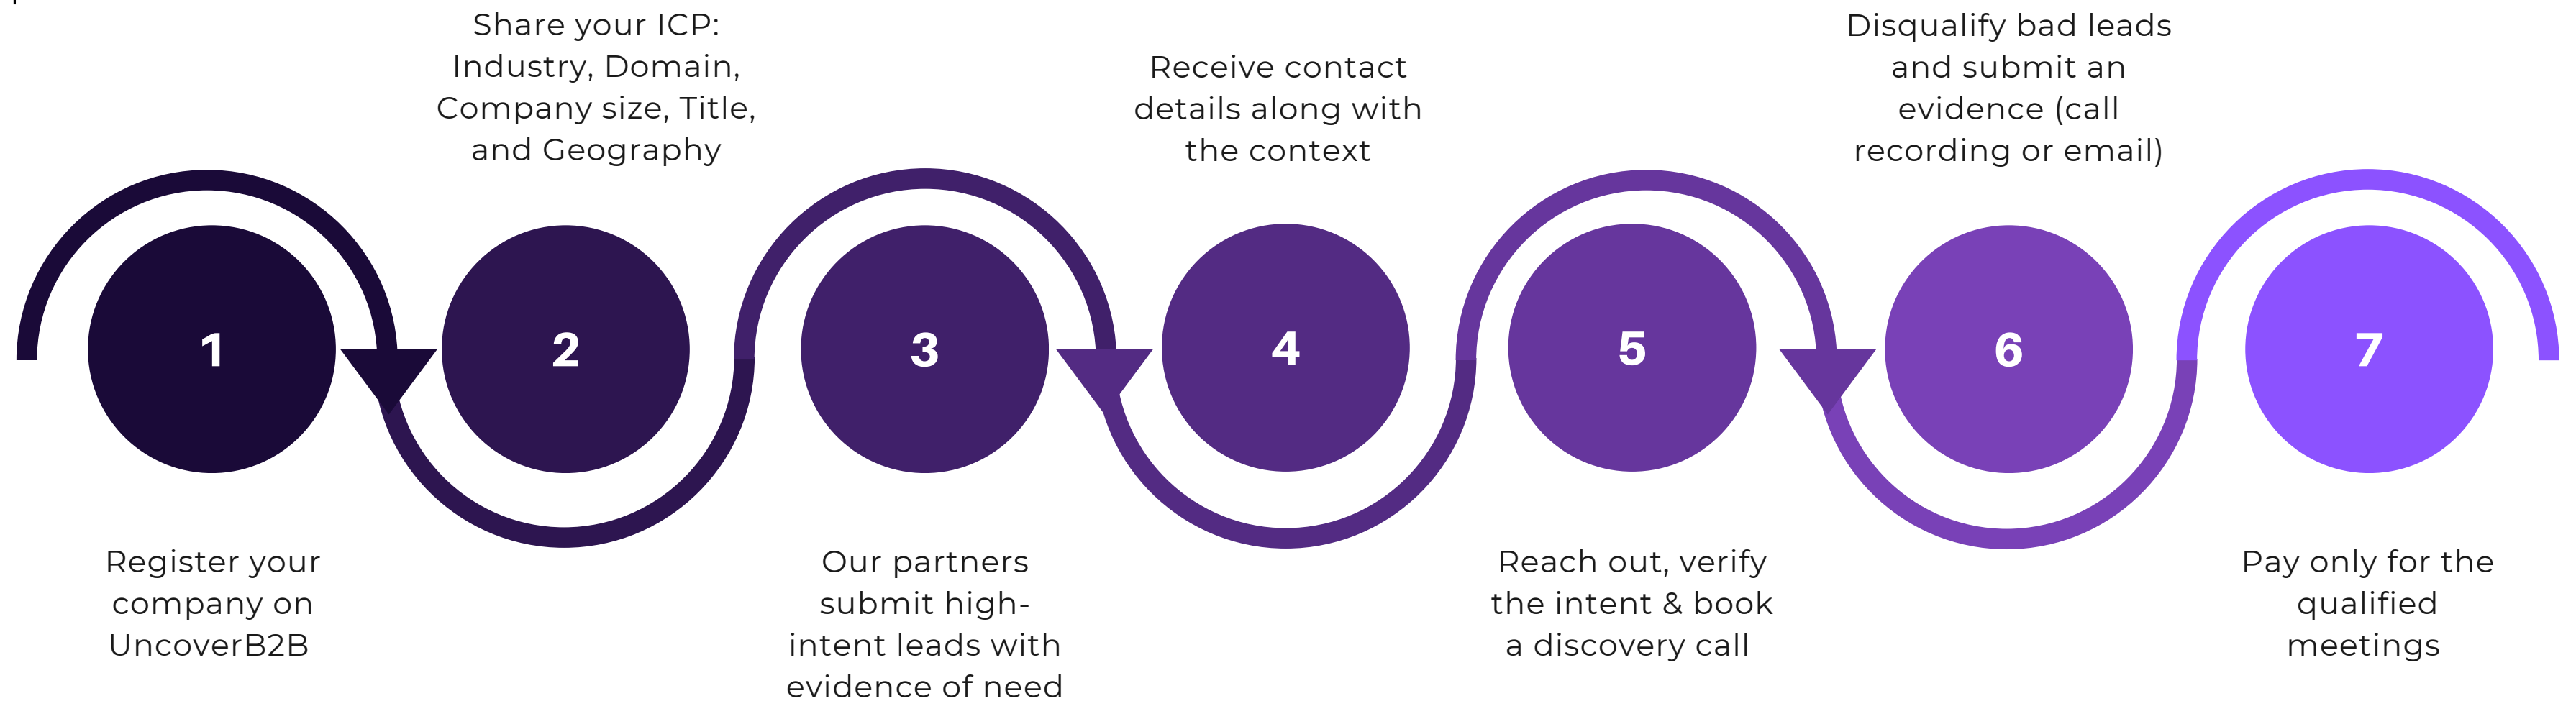 Share your ICP:
Industry, Domain,
Company size, Title,
and Geography
Receive contact
details along with
the context
Disqualify bad leads
and submit an
evidence (call
recording or email)
1
2
3
4
5
6
7
Register your
company on
UncoverB2B
Our partners
submit high-
intent leads with
evidence of need
Reach out, verify
the intent & book
a discovery call
Pay only for the
qualified
meetings